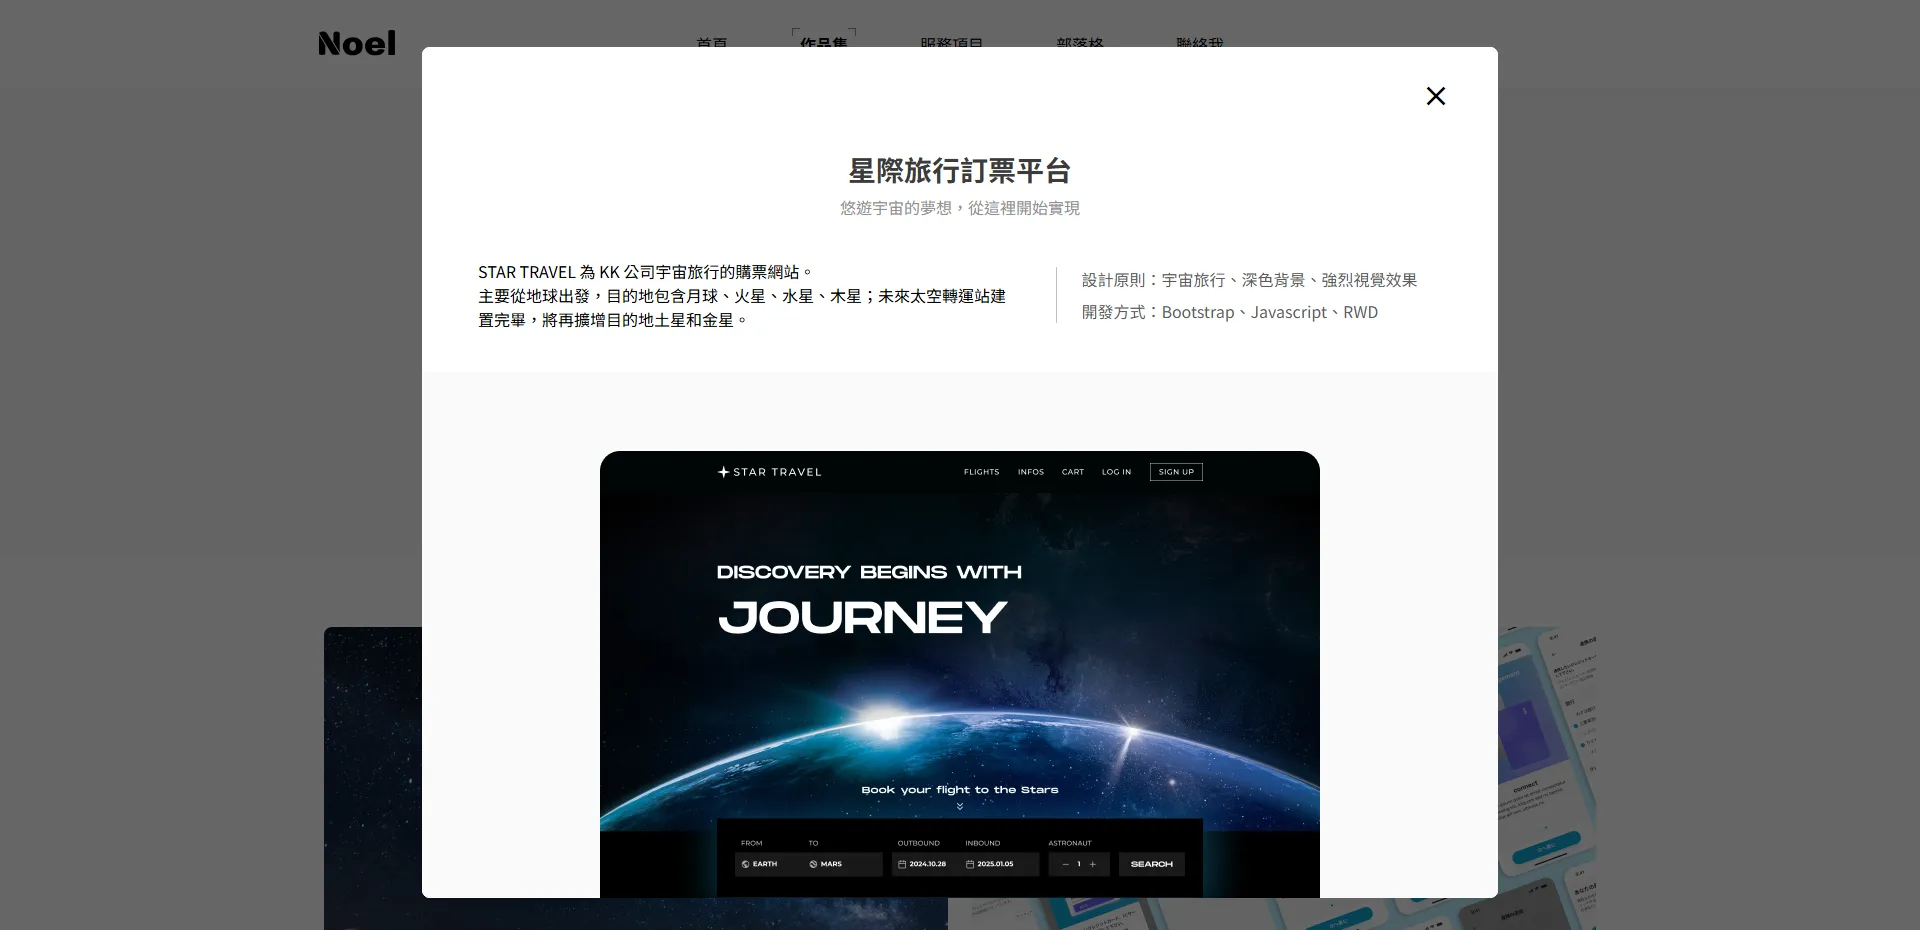 Noel
首頁
作品集
服務項目
部落格
聯絡我
星際旅行訂票平台
悠遊宇宙的夢想，從這裡開始實現
STAR TRAVEL 為 KK 公司宇宙旅行的購票網站。
主要從地球出發，目的地包含月球、火星、水星、木星；未來太空轉運站建
置完畢，將再擴增目的地土星和金星。
設計原則：宇宙旅行、深色背景、強烈視覺效果
開發方式：Bootstrap、Javascript、RWD
STAR TRAVEL
FLIGHTS
INFOS
CART
LOG IN
SIGN UP
DISCOVERY BEGINS WITH
JOURNEY
Book your flight to the Stars
FROM
TO
OUTBOUND
INBOUND
ASTRONAUT
EARTH
MARS
2024.10.28
2025.01.05
1
SEARCH
connect